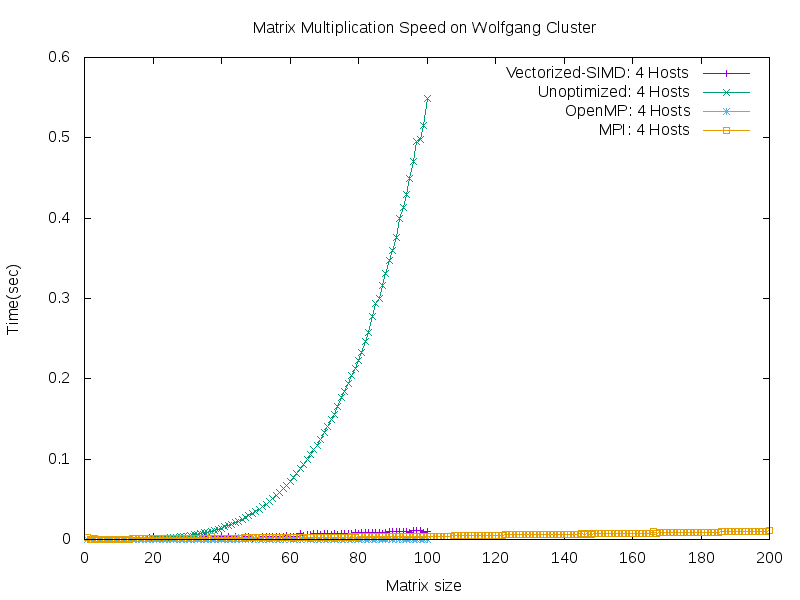 Matrix Multiplication Speed on Wolfgang Cluster
Vectorized-SIMD: 4 Hosts
Unoptimized: 4 Hosts
OpenMP: 4 Hosts
MPI: 4 Hosts
0.6
0.5
0.4
0.3
0.2
0.1
0
Time(sec)
0 20 40 60 80 100 120 140 160 180 200
Matrix size